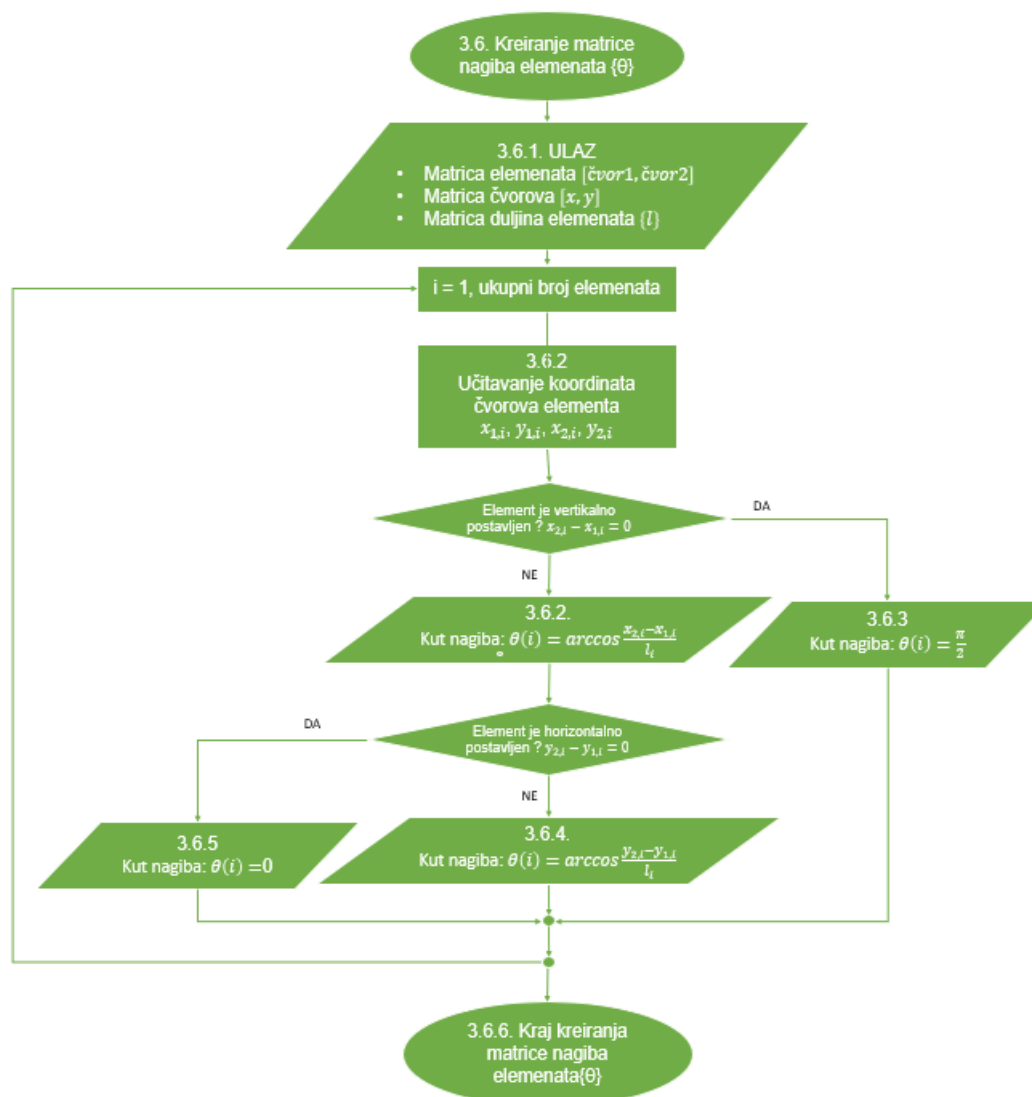 3.6. Kreiranje matrice
nagiba elemenata {θ}
3.6.1. ULAZ
• Matrica elemenata [čvor1, čvor2]
• Matrica čvorova [x, y]
• Matrica duljina elemenata {l}
i = 1, ukupni broj elemenata
3.6.2
Učitavanje koordinata
čvorova elementa
x₁,ᵢ, y₁,ᵢ, x₂,ᵢ, y₂,ᵢ
Element je vertikalno
postavljen ? x₂,ᵢ − x₁,ᵢ = 0
DA
NE
3.6.2.
Kut nagiba: θ(i) = arccos (x₂,ᵢ−x₁,ᵢ)/lᵢ
3.6.3
Kut nagiba: θ(i) = π/2
Element je horizontalno
postavljen ? y₂,ᵢ − y₁,ᵢ = 0
DA
NE
3.6.5
Kut nagiba: θ(i) =0
3.6.4.
Kut nagiba: θ(i) = arccos (y₂,ᵢ−y₁,ᵢ)/lᵢ
3.6.6. Kraj kreiranja
matrice nagiba
elemenata{θ}